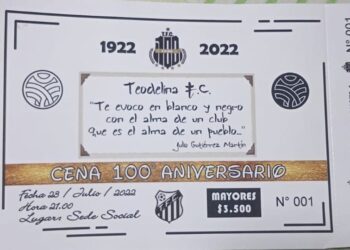 T.F.C.
1922 100 2022
Teodelina F.C.
"Te evoco en blanco y negro
con el alma de un club
que es el alma de un pueblo..."
Julio Gutiérrez Martín
CENA 100° ANIVERSARIO
Fecha 23 / Julio / 2022
Hora 21:00
Lugar: Sede Social
MAYORES
$3.500
N° 001
N° 001